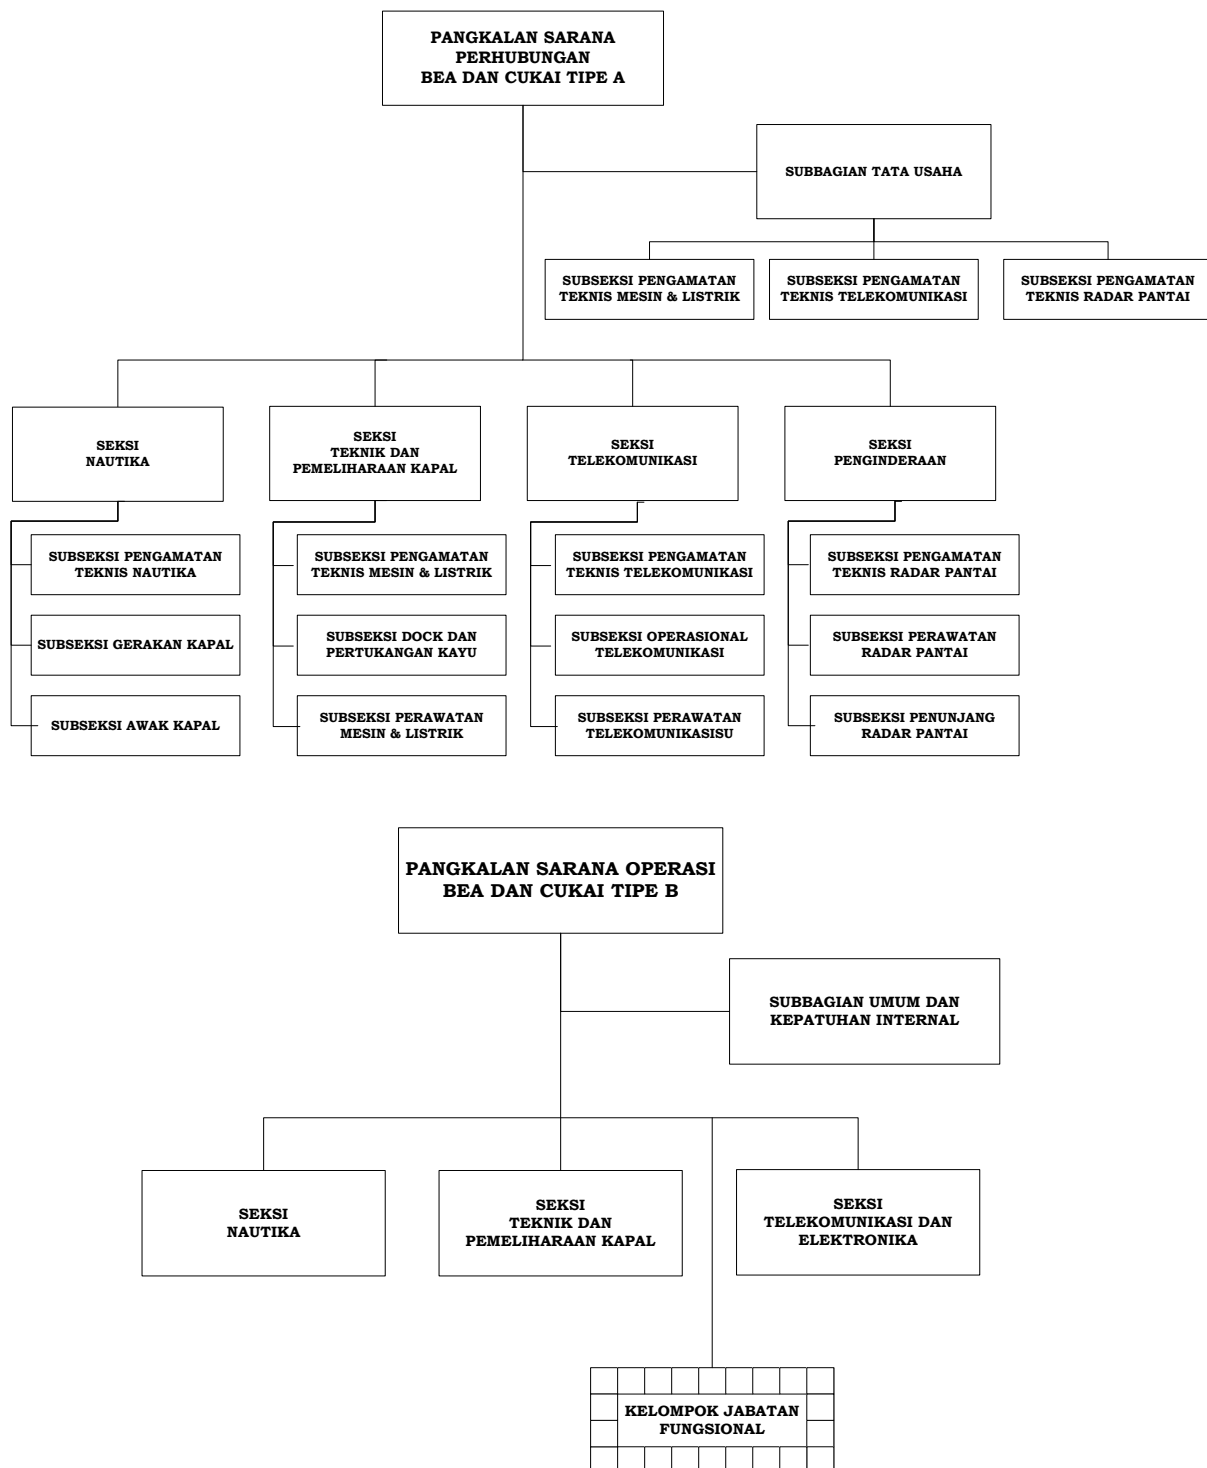 PANGKALAN SARANA
PERHUBUNGAN
BEA DAN CUKAI TIPE A
SUBBAGIAN TATA USAHA
SUBSEKSI PENGAMATAN
TEKNIS MESIN & LISTRIK
SUBSEKSI PENGAMATAN
TEKNIS TELEKOMUNIKASI
SUBSEKSI PENGAMATAN
TEKNIS RADAR PANTAI
SEKSI
NAUTIKA
SEKSI
TEKNIK DAN
PEMELIHARAAN KAPAL
SEKSI
TELEKOMUNIKASI
SEKSI
PENGINDERAAN
SUBSEKSI PENGAMATAN
TEKNIS NAUTIKA
SUBSEKSI PENGAMATAN
TEKNIS MESIN & LISTRIK
SUBSEKSI PENGAMATAN
TEKNIS TELEKOMUNIKASI
SUBSEKSI PENGAMATAN
TEKNIS RADAR PANTAI
SUBSEKSI GERAKAN KAPAL
SUBSEKSI DOCK DAN
PERTUKANGAN KAYU
SUBSEKSI OPERASIONAL
TELEKOMUNIKASI
SUBSEKSI PERAWATAN
RADAR PANTAI
SUBSEKSI AWAK KAPAL
SUBSEKSI PERAWATAN
MESIN & LISTRIK
SUBSEKSI PERAWATAN
TELEKOMUNIKASISU
SUBSEKSI PENUNJANG
RADAR PANTAI
PANGKALAN SARANA OPERASI
BEA DAN CUKAI TIPE B
SUBBAGIAN UMUM DAN
KEPATUHAN INTERNAL
SEKSI
NAUTIKA
SEKSI
TEKNIK DAN
PEMELIHARAAN KAPAL
SEKSI
TELEKOMUNIKASI DAN
ELEKTRONIKA
KELOMPOK JABATAN
FUNGSIONAL